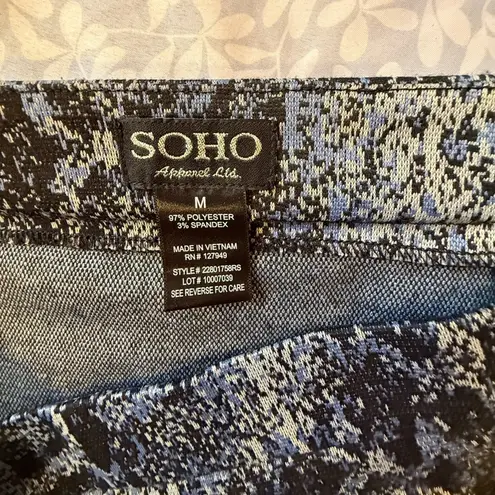 SOHO
Apparel Ltd.
M
97% POLYESTER
3% SPANDEX
MADE IN VIETNAM
RN# 127949
STYLE# 22801758RS
LOT# 10007039
SEE REVERSE FOR CARE